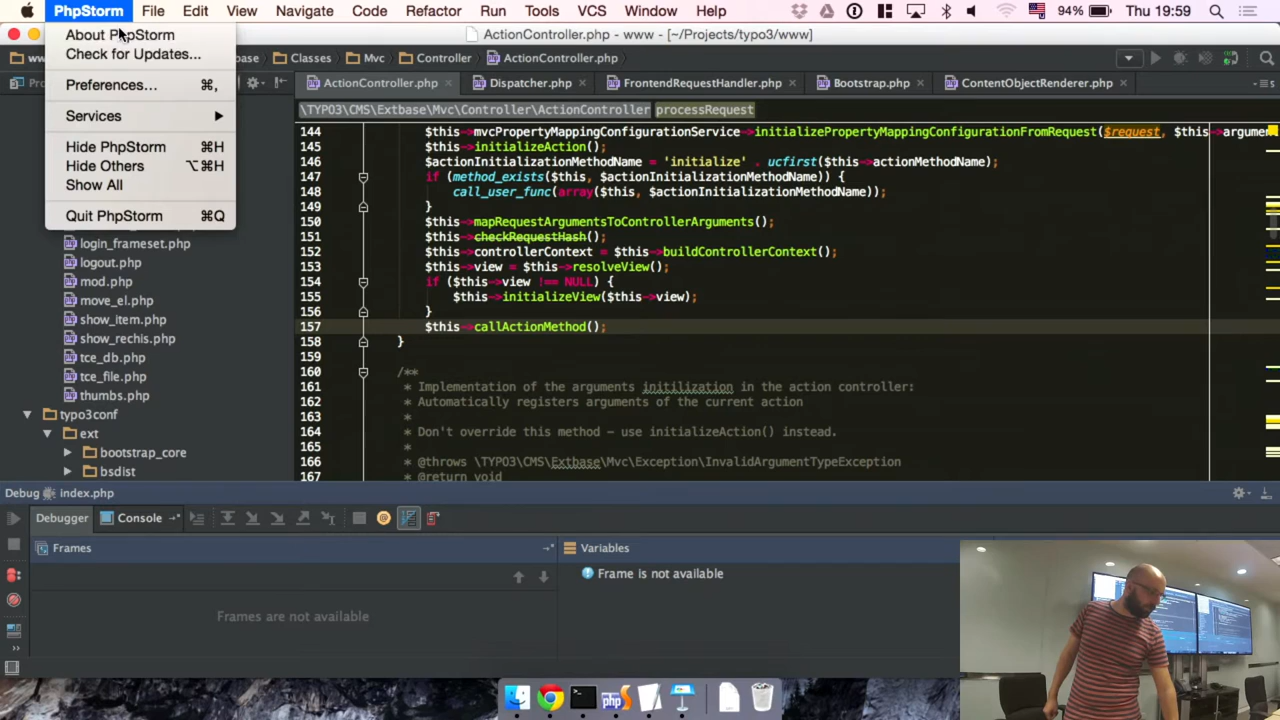 PhpStorm File Edit View Navigate Code Refactor Run Tools VCS Window Help 94% Thu 19:59
About PhpStorm
Check for Updates...
Preferences... ⌘,
Services
Hide PhpStorm ⌘H
Hide Others ⌥⌘H
Show All
Quit PhpStorm ⌘Q
ActionController.php - www - [~/Projects/typo3/www]
Classes Mvc Controller ActionController.php
ActionController.php Dispatcher.php FrontendRequestHandler.php Bootstrap.php ContentObjectRenderer.php
\TYPO3\CMS\Extbase\Mvc\Controller\ActionController processRequest
144 $this->mvcPropertyMappingConfigurationService->initializePropertyMappingConfigurationFromRequest($request, $this->argumen
145 $this->initializeAction();
146 $actionInitializationMethodName = 'initialize' . ucfirst($this->actionMethodName);
147 if (method_exists($this, $actionInitializationMethodName)) {
148 call_user_func(array($this, $actionInitializationMethodName));
149 }
150 $this->mapRequestArgumentsToControllerArguments();
151 $this->checkRequestHash();
152 $this->controllerContext = $this->buildControllerContext();
153 $this->view = $this->resolveView();
154 if ($this->view !== NULL) {
155 $this->initializeView($this->view);
156 }
157 $this->callActionMethod();
158 }
159
160 /**
161 * Implementation of the arguments initilization in the action controller:
162 * Automatically registers arguments of the current action
163 *
164 * Don't override this method - use initializeAction() instead.
165 *
166 * @throws \TYPO3\CMS\Extbase\Mvc\Exception\InvalidArgumentTypeException
167 * @return void
login_frameset.php
logout.php
mod.php
move_el.php
show_item.php
show_rechis.php
tce_db.php
tce_file.php
thumbs.php
typo3conf
ext
bootstrap_core
bsdist
Debug index.php
Debugger Console
Frames
Variables
Frame is not available
Frames are not available
php